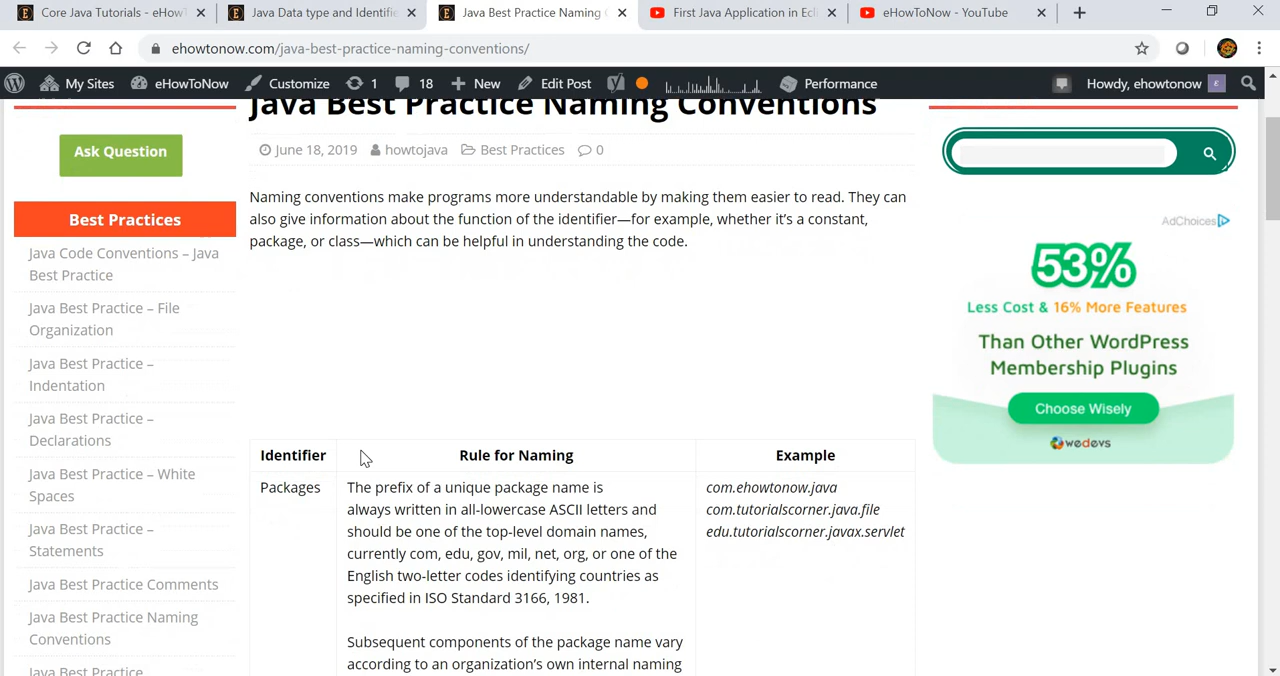 Core Java Tutorials - eHowT
Java Data type and Identifie
Java Best Practice Naming C
First Java Application in Ecl
eHowToNow - YouTube
ehowtonow.com/java-best-practice-naming-conventions/
My Sites
eHowToNow
Customize
1
18
New
Edit Post
Performance
Howdy, ehowtonow
Java Best Practice Naming Conventions
June 18, 2019
howtojava
Best Practices
0
Naming conventions make programs more understandable by making them easier to read. They can
also give information about the function of the identifier—for example, whether it's a constant,
package, or class—which can be helpful in understanding the code.
Ask Question
Best Practices
Java Code Conventions – Java
Best Practice
Java Best Practice – File
Organization
Java Best Practice –
Indentation
Java Best Practice –
Declarations
Java Best Practice – White
Spaces
Java Best Practice –
Statements
Java Best Practice Comments
Java Best Practice Naming
Conventions
Java Best Practice
Identifier
Rule for Naming
Example
Packages
The prefix of a unique package name is
always written in all-lowercase ASCII letters and
should be one of the top-level domain names,
currently com, edu, gov, mil, net, org, or one of the
English two-letter codes identifying countries as
specified in ISO Standard 3166, 1981.
Subsequent components of the package name vary
according to an organization's own internal naming
com.ehowtonow.java
com.tutorialscorner.java.file
edu.tutorialscorner.javax.servlet
AdChoices
53%
Less Cost & 16% More Features
Than Other WordPress
Membership Plugins
Choose Wisely
wedevs